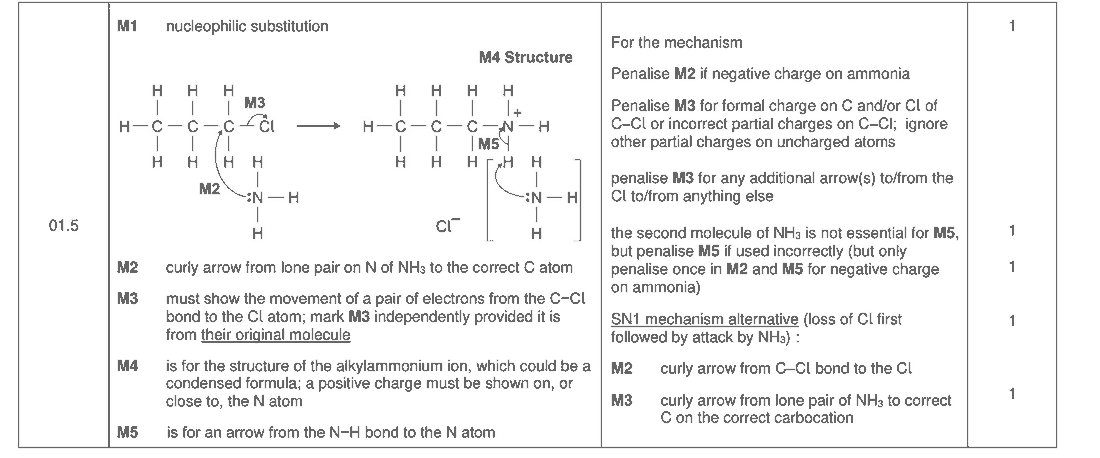 01.5
M1 nucleophilic substitution
M4 Structure
H H H
M3
H–C–C–C–Cl
H H H H
M2
:N–H
H
H H H H
+
H–C–C–C–N–H
M5
H H H H H
:N–H
H
Cl⁻
M2 curly arrow from lone pair on N of NH₃ to the correct C atom
M3 must show the movement of a pair of electrons from the C–Cl
bond to the Cl atom; mark M3 independently provided it is
from their original molecule
M4 is for the structure of the alkylammonium ion, which could be a
condensed formula; a positive charge must be shown on, or
close to, the N atom
M5 is for an arrow from the N–H bond to the N atom
For the mechanism
Penalise M2 if negative charge on ammonia
Penalise M3 for formal charge on C and/or Cl of
C–Cl or incorrect partial charges on C–Cl; ignore
other partial charges on uncharged atoms
penalise M3 for any additional arrow(s) to/from the
Cl to/from anything else
the second molecule of NH₃ is not essential for M5,
but penalise M5 if used incorrectly (but only
penalise once in M2 and M5 for negative charge
on ammonia)
SN1 mechanism alternative (loss of Cl first
followed by attack by NH₃) :
M2 curly arrow from C–Cl bond to the Cl
M3 curly arrow from lone pair of NH₃ to correct
C on the correct carbocation
1
1
1
1
1